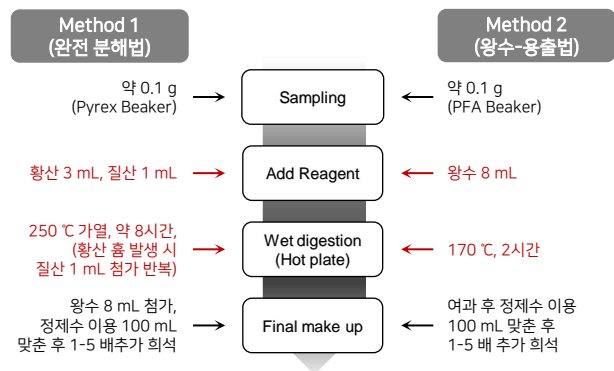 Method 1
(완전 분해법)
Method 2
(왕수-용출법)
약 0.1 g
(Pyrex Beaker)
Sampling
약 0.1 g
(PFA Beaker)
황산 3 mL, 질산 1 mL
Add Reagent
왕수 8 mL
250 ℃ 가열, 약 8시간,
(황산 흄 발생 시
질산 1 mL 첨가 반복)
Wet digestion
(Hot plate)
170 ℃, 2시간
왕수 8 mL 첨가,
정제수 이용 100 mL
맞춘 후 1-5 배추가 희석
Final make up
여과 후 정제수 이용
100 mL 맞춘 후
1-5 배 추가 희석